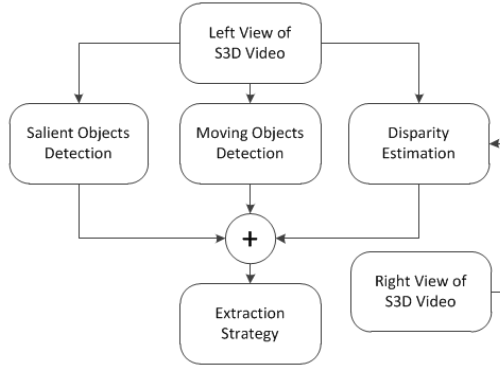 Left View of
S3D Video
Salient Objects
Detection
Moving Objects
Detection
Disparity
Estimation
+
Right View of
S3D Video
Extraction
Strategy